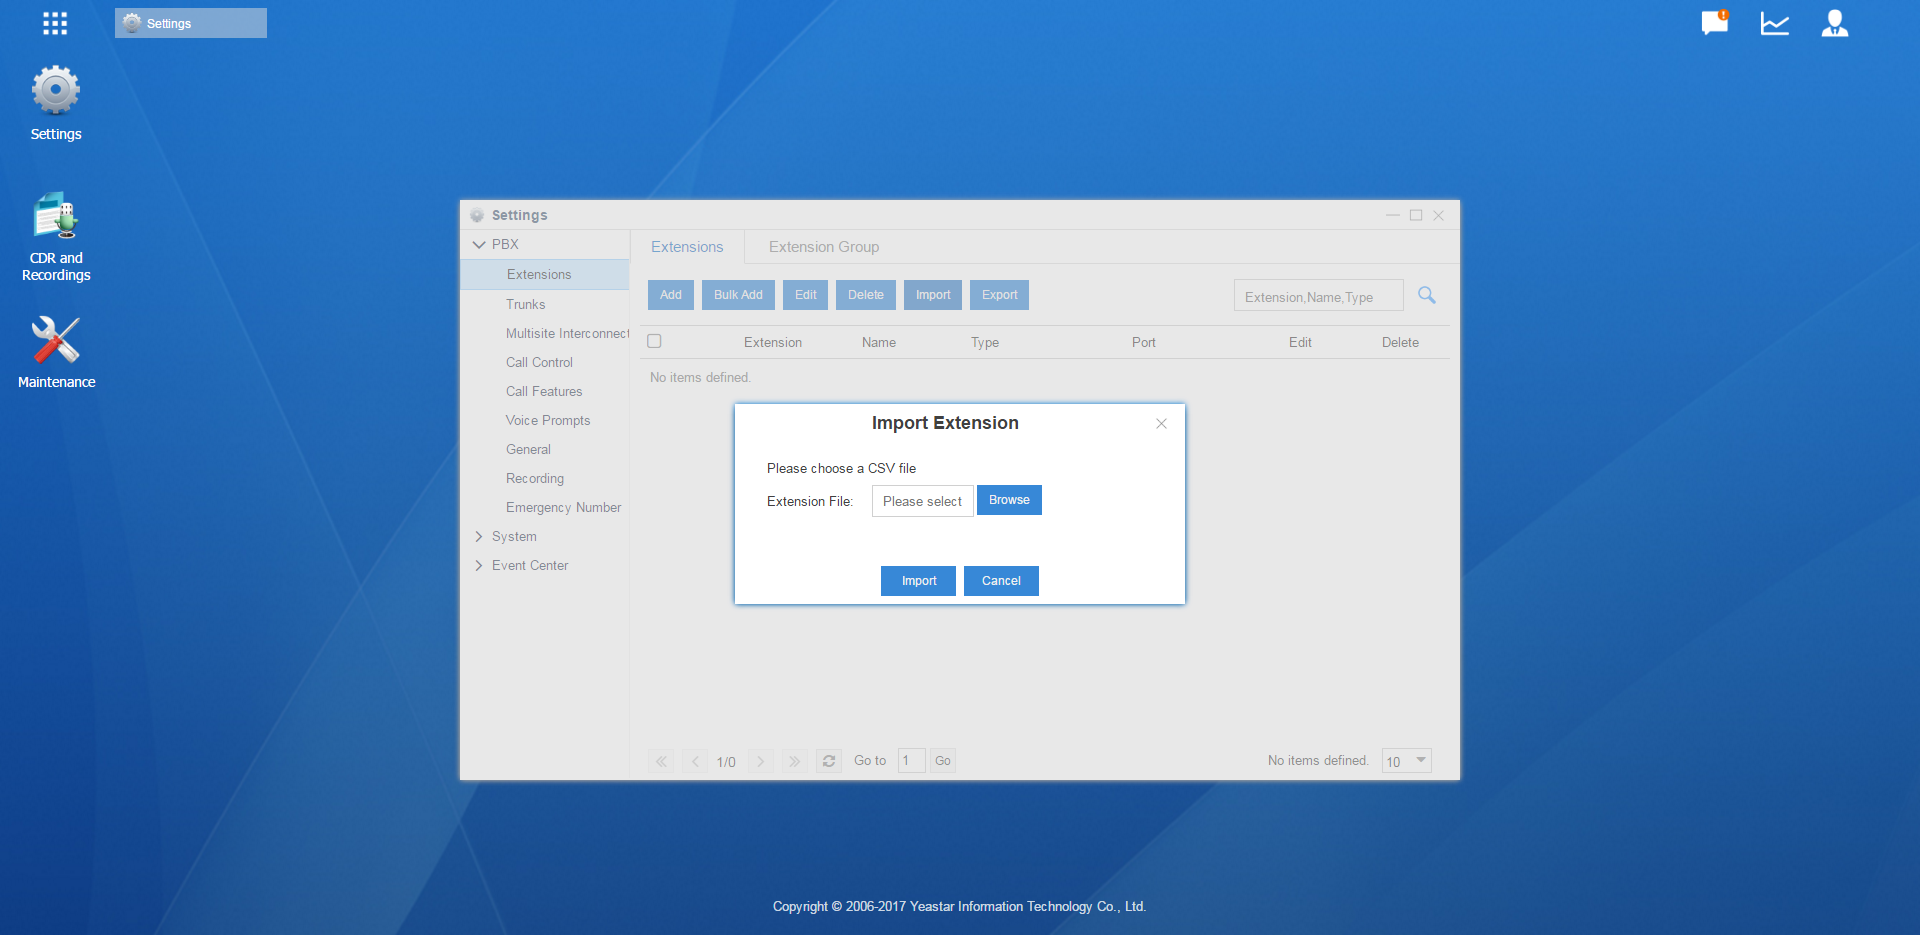 Settings
Settings
CDR and
Recordings
Maintenance
Settings
PBX
Extensions
Trunks
Multisite Interconnect
Call Control
Call Features
Voice Prompts
General
Recording
Emergency Number
System
Event Center
Extensions
Extension Group
Add
Bulk Add
Edit
Delete
Import
Export
Extension,Name,Type
Extension
Name
Type
Port
Edit
Delete
No items defined.
Import Extension
Please choose a CSV file
Extension File:
Please select
Browse
Import
Cancel
1/0
Go to
1
Go
No items defined.
10
Copyright © 2006-2017 Yeastar Information Technology Co., Ltd.